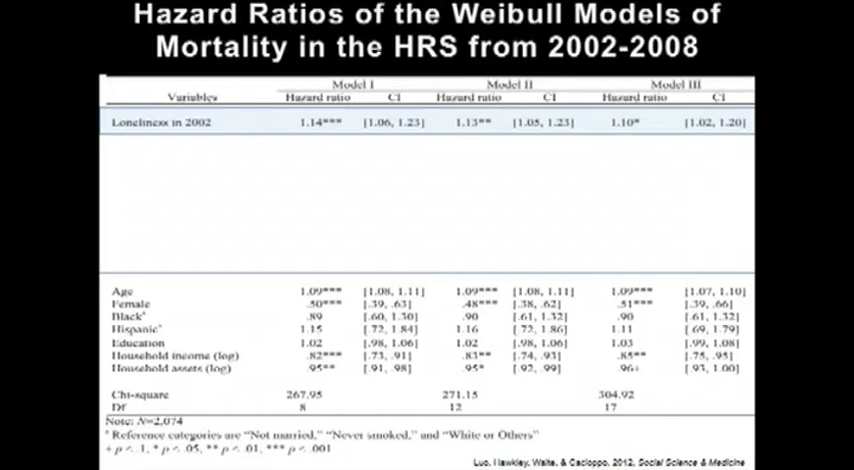 Hazard Ratios of the Weibull Models of
Mortality in the HRS from 2002-2008
Model I Model II Model III
Variables Hazard ratio CI Hazard ratio CI Hazard ratio CI
Loneliness in 2002 1.14*** [1.06, 1.23] 1.13** [1.05, 1.23] 1.10* [1.02, 1.20]
Age 1.09*** [1.08, 1.11] 1.09*** [1.08, 1.11] 1.09*** [1.07, 1.10]
Female .50*** [.39, .63] .48*** [.38, .62] .51*** [.39, .66]
Blackª .89 [.60, 1.30] .90 [.61, 1.32] .90 [.61, 1.32]
Hispanicª 1.15 [.72, 1.84] 1.16 [.72, 1.86] 1.11 [.69, 1.79]
Education 1.02 [.98, 1.06] 1.02 [.98, 1.06] 1.03 [.99, 1.08]
Household income (log) .82*** [.73, .91] .83** [.74, .93] .85** [.75, .95]
Household assets (log) .95** [.91, .98] .95* [.92, .99] .96+ [.93, 1.00]
Chi-square 267.95 271.15 304.92
Df 8 12 17
Note: N=2,074
ª Reference categories are "Not married," "Never smoked," and "White or Others"
+ p < .1, * p < .05, ** p < .01, *** p < .001
Luo, Hawkley, Waite, & Cacioppo, 2012, Social Science & Medicine